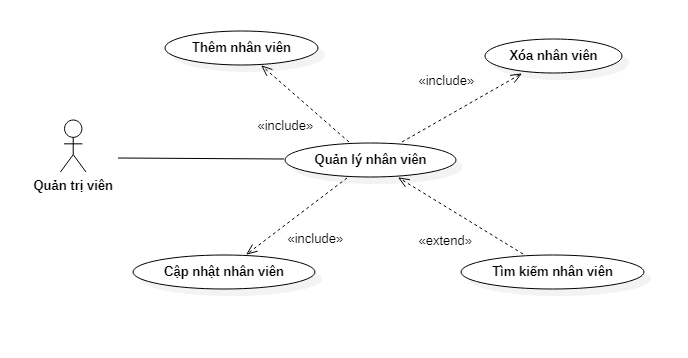 Thêm nhân viên
Xóa nhân viên
«include»
«include»
Quản lý nhân viên
Quản trị viên
«include»
«extend»
Cập nhật nhân viên
Tìm kiếm nhân viên